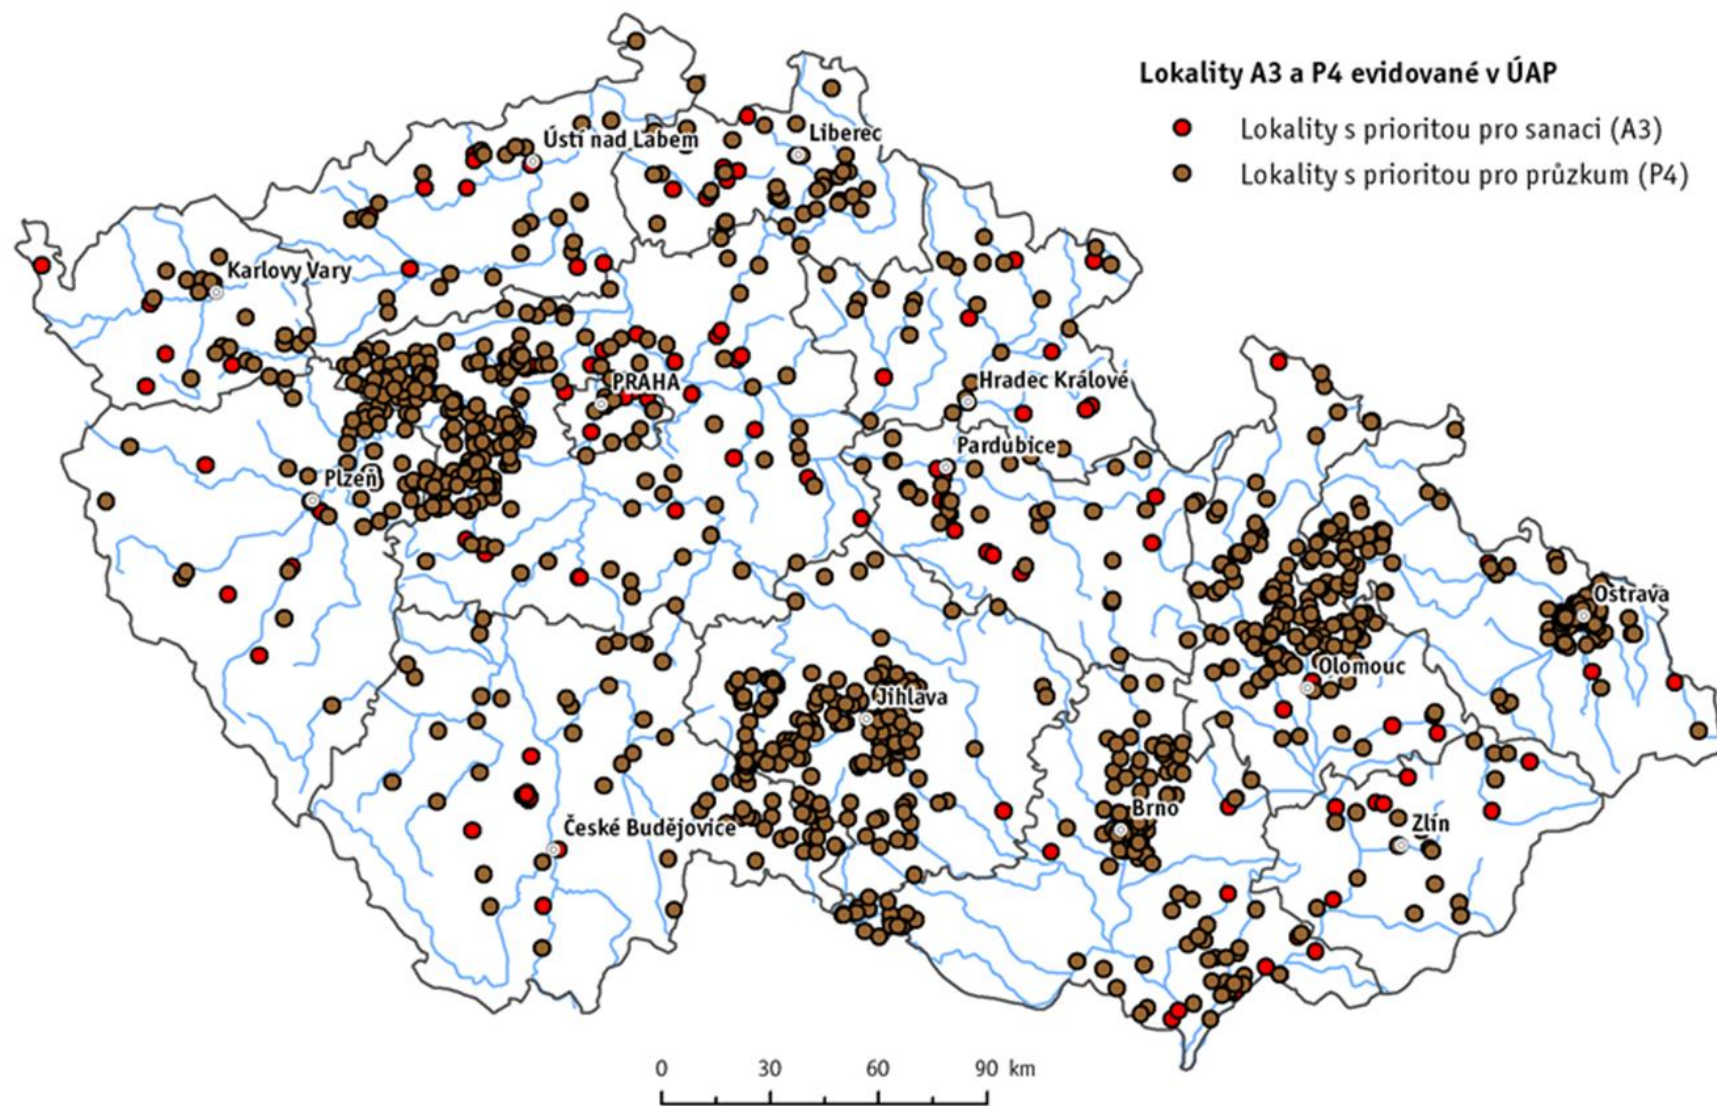 Lokality A3 a P4 evidované v ÚAP
Lokality s prioritou pro sanaci (A3)
Lokality s prioritou pro průzkum (P4)
Ústí nad Labem
Liberec
Karlovy Vary
PRAHA
Hradec Králové
Pardubice
Plzeň
Ostrava
Olomouc
Jihlava
Brno
České Budějovice
Zlín
0 30 60 90 km